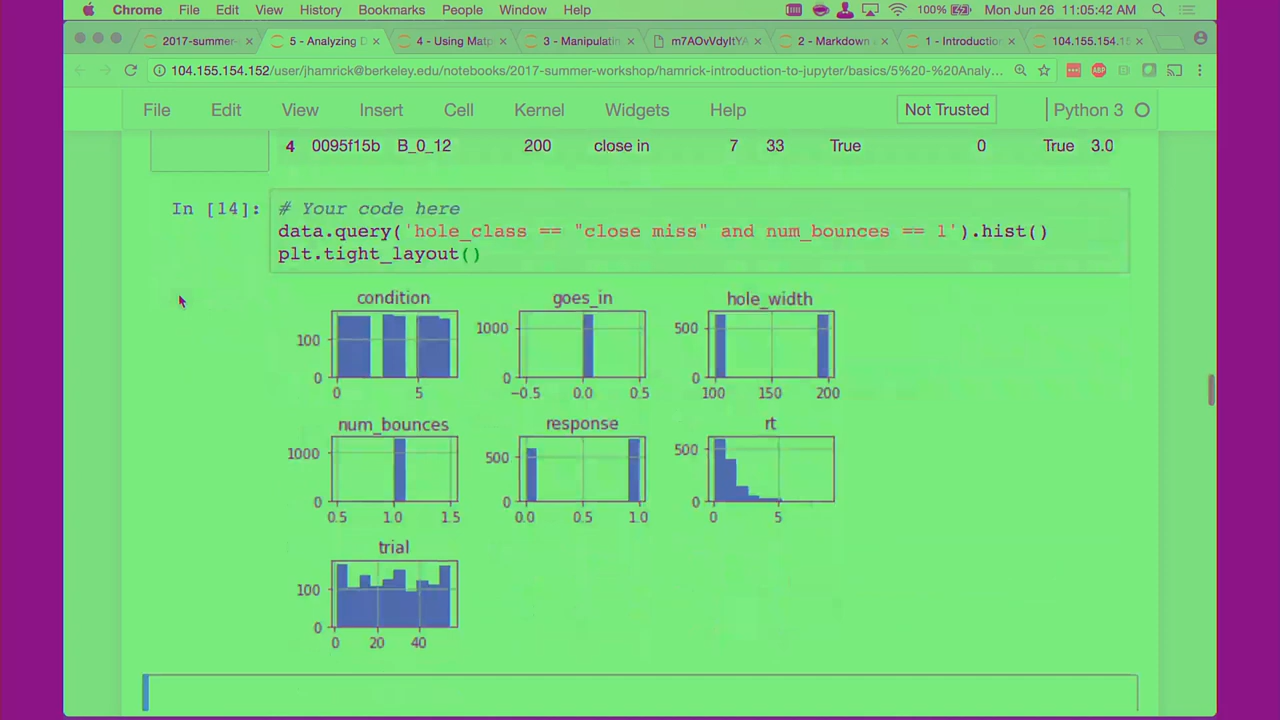 Chrome File Edit View History Bookmarks People Window Help 100% Mon Jun 26 11:05:42 AM
2017-summer- 5 - Analyzing D 4 - Using Matp 3 - Manipulatin m7AOvVdyItYA 2 - Markdown 1 - Introduction 104.155.154.15
104.155.154.152/user/jhamrick@berkeley.edu/notebooks/2017-summer-workshop/hamrick-introduction-to-jupyter/basics/5%20-%20Analy...
File Edit View Insert Cell Kernel Widgets Help Not Trusted Python 3
4 0095f15b B_0_12 200 close in 7 33 True 0 True 3.0
In [14]: # Your code here
data.query('hole_class == "close miss" and num_bounces == 1').hist()
plt.tight_layout()
condition goes_in hole_width
100 1000 500
0 0 0
0 5 −0.5 0.0 0.5 100 150 200
num_bounces response rt
1000 500 500
0 0 0
0.5 1.0 1.5 0.0 0.5 1.0 0 5
trial
100
0
0 20 40